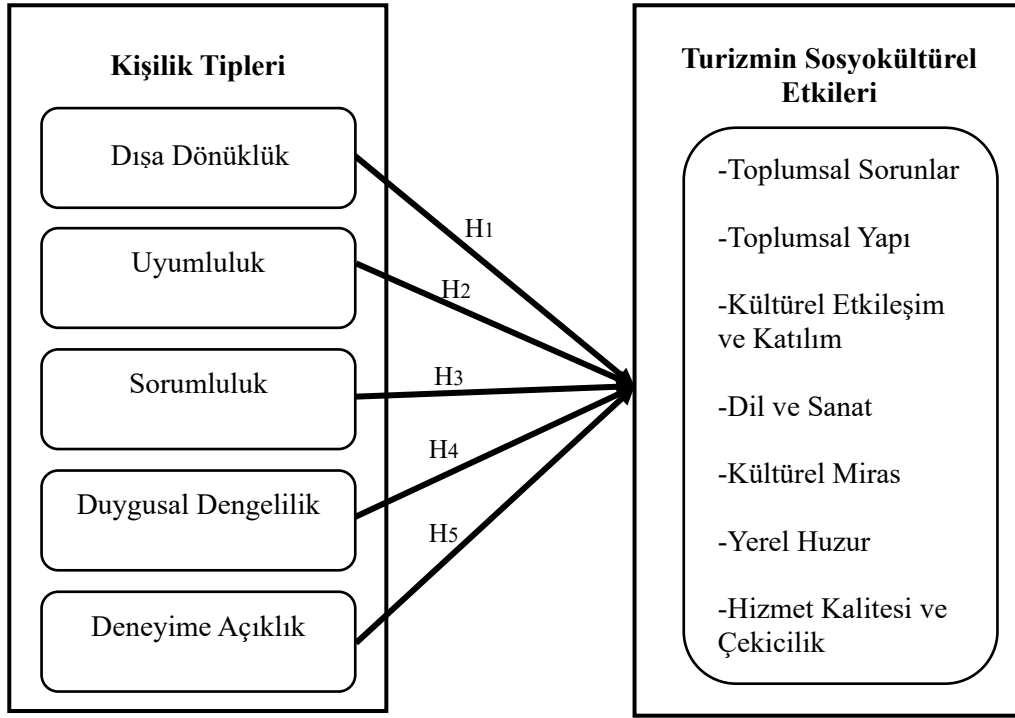 Kişilik Tipleri
Dışa Dönüklük
Uyumluluk
Sorumluluk
Duygusal Dengelilik
Deneyime Açıklık
H1
H2
H3
H4
H5
Turizmin Sosyokültürel
Etkileri
-Toplumsal Sorunlar
-Toplumsal Yapı
-Kültürel Etkileşim
ve Katılım
-Dil ve Sanat
-Kültürel Miras
-Yerel Huzur
-Hizmet Kalitesi ve
Çekicilik